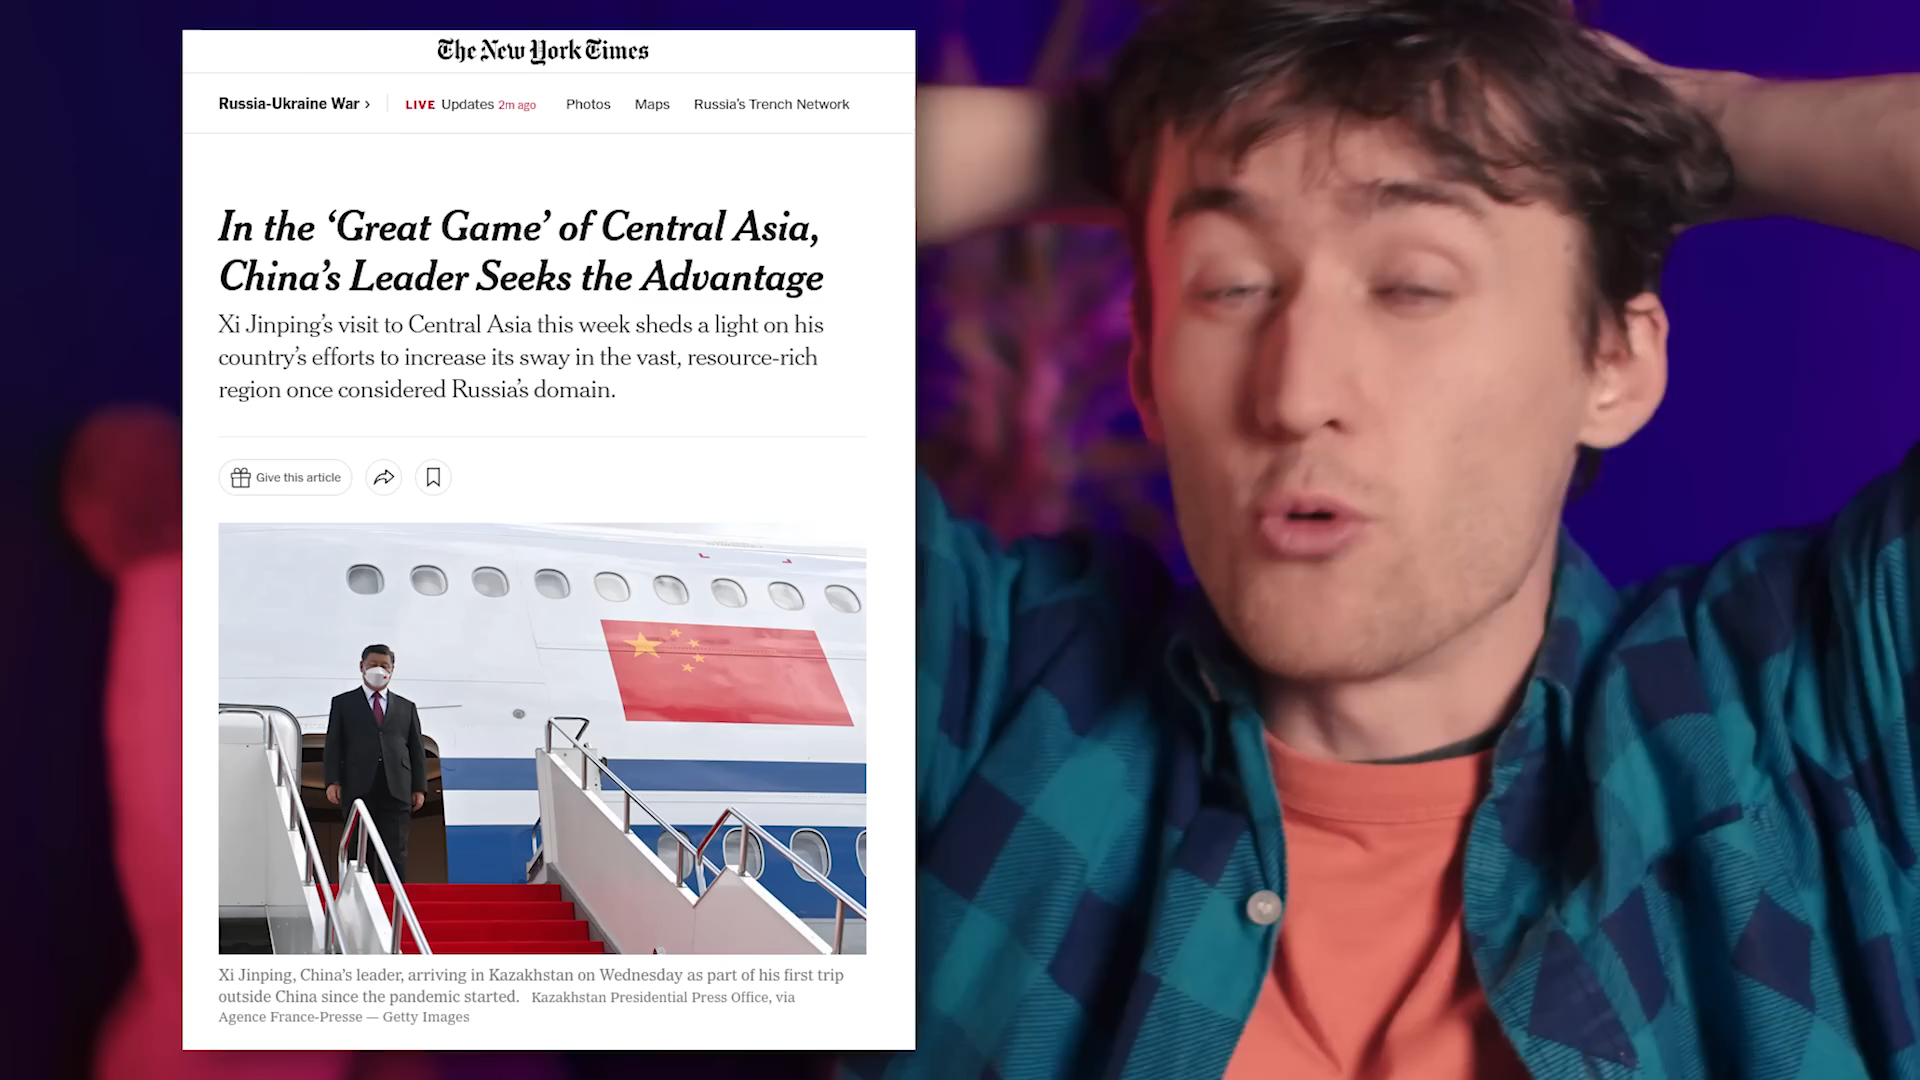 The New York Times
Russia-Ukraine War › LIVE Updates 2m ago Photos Maps Russia’s Trench Network
In the ‘Great Game’ of Central Asia,
China’s Leader Seeks the Advantage
Xi Jinping’s visit to Central Asia this week sheds a light on his
country’s efforts to increase its sway in the vast, resource-rich
region once considered Russia’s domain.
Give this article
Xi Jinping, China’s leader, arriving in Kazakhstan on Wednesday as part of his first trip
outside China since the pandemic started. Kazakhstan Presidential Press Office, via
Agence France-Presse — Getty Images